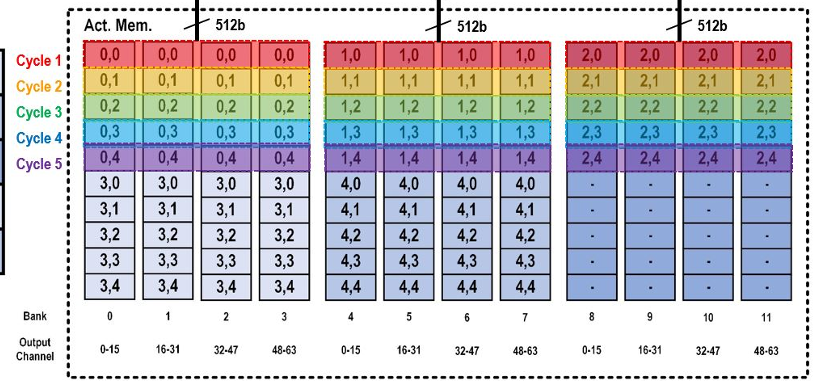 Act. Mem. 512b 512b 512b
Cycle 1 0,0 0,0 0,0 0,0 1,0 1,0 1,0 1,0 2,0 2,0 2,0 2,0
Cycle 2 0,1 0,1 0,1 0,1 1,1 1,1 1,1 1,1 2,1 2,1 2,1 2,1
Cycle 3 0,2 0,2 0,2 0,2 1,2 1,2 1,2 1,2 2,2 2,2 2,2 2,2
Cycle 4 0,3 0,3 0,3 0,3 1,3 1,3 1,3 1,3 2,3 2,3 2,3 2,3
Cycle 5 0,4 0,4 0,4 0,4 1,4 1,4 1,4 1,4 2,4 2,4 2,4 2,4
3,0 3,0 3,0 3,0 4,0 4,0 4,0 4,0 - - - -
3,1 3,1 3,1 3,1 4,1 4,1 4,1 4,1 - - - -
3,2 3,2 3,2 3,2 4,2 4,2 4,2 4,2 - - - -
3,3 3,3 3,3 3,3 4,3 4,3 4,3 4,3 - - - -
3,4 3,4 3,4 3,4 4,4 4,4 4,4 4,4 - - - -
Bank 0 1 2 3 4 5 6 7 8 9 10 11
Output
Channel 0-15 16-31 32-47 48-63 0-15 16-31 32-47 48-63 0-15 16-31 32-47 48-63